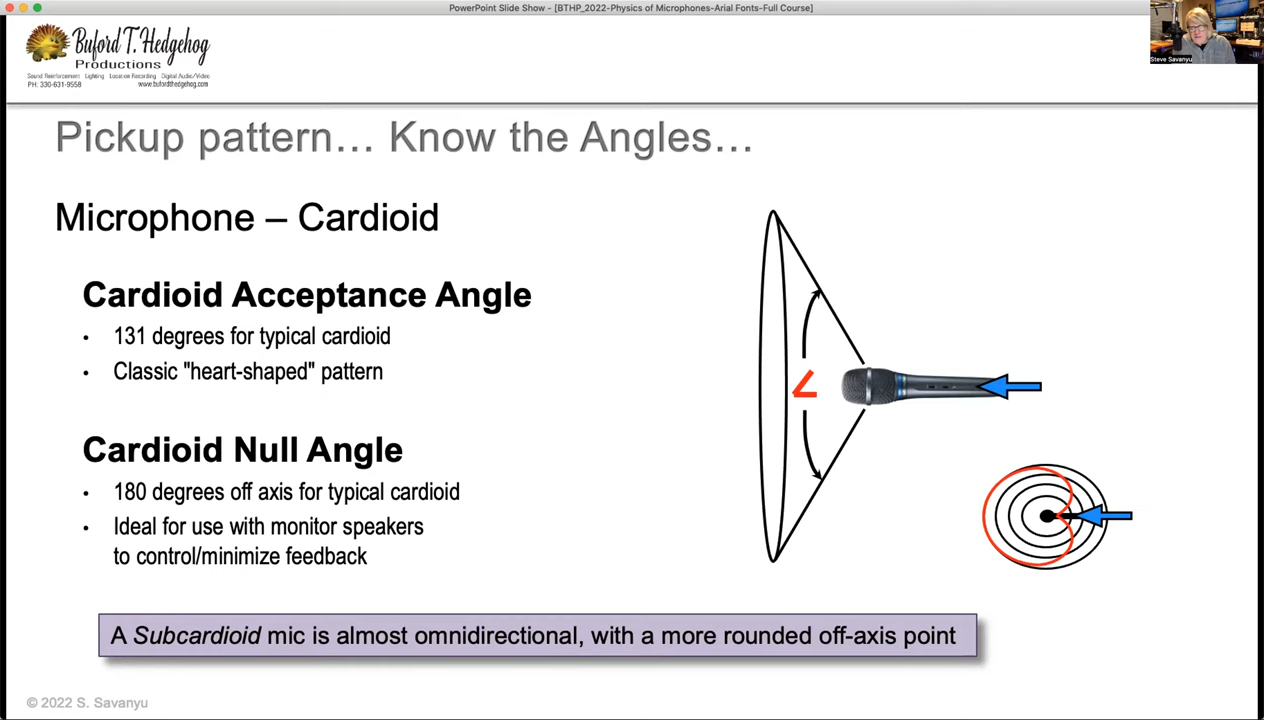 PowerPoint Slide Show - [BTHP_2022-Physics of Microphones-Arial Fonts-Full Course]
Buford T. Hedgehog
Productions
Sound Reinforcement Lighting Location Recording Digital Audio/Video
PH: 330-631-9558 www.bufordthedgehog.com
Steve Savanyu
Pickup pattern... Know the Angles...
Microphone – Cardioid
Cardioid Acceptance Angle
• 131 degrees for typical cardioid
• Classic "heart-shaped" pattern
Cardioid Null Angle
• 180 degrees off axis for typical cardioid
• Ideal for use with monitor speakers
to control/minimize feedback
A Subcardioid mic is almost omnidirectional, with a more rounded off-axis point
© 2022 S. Savanyu